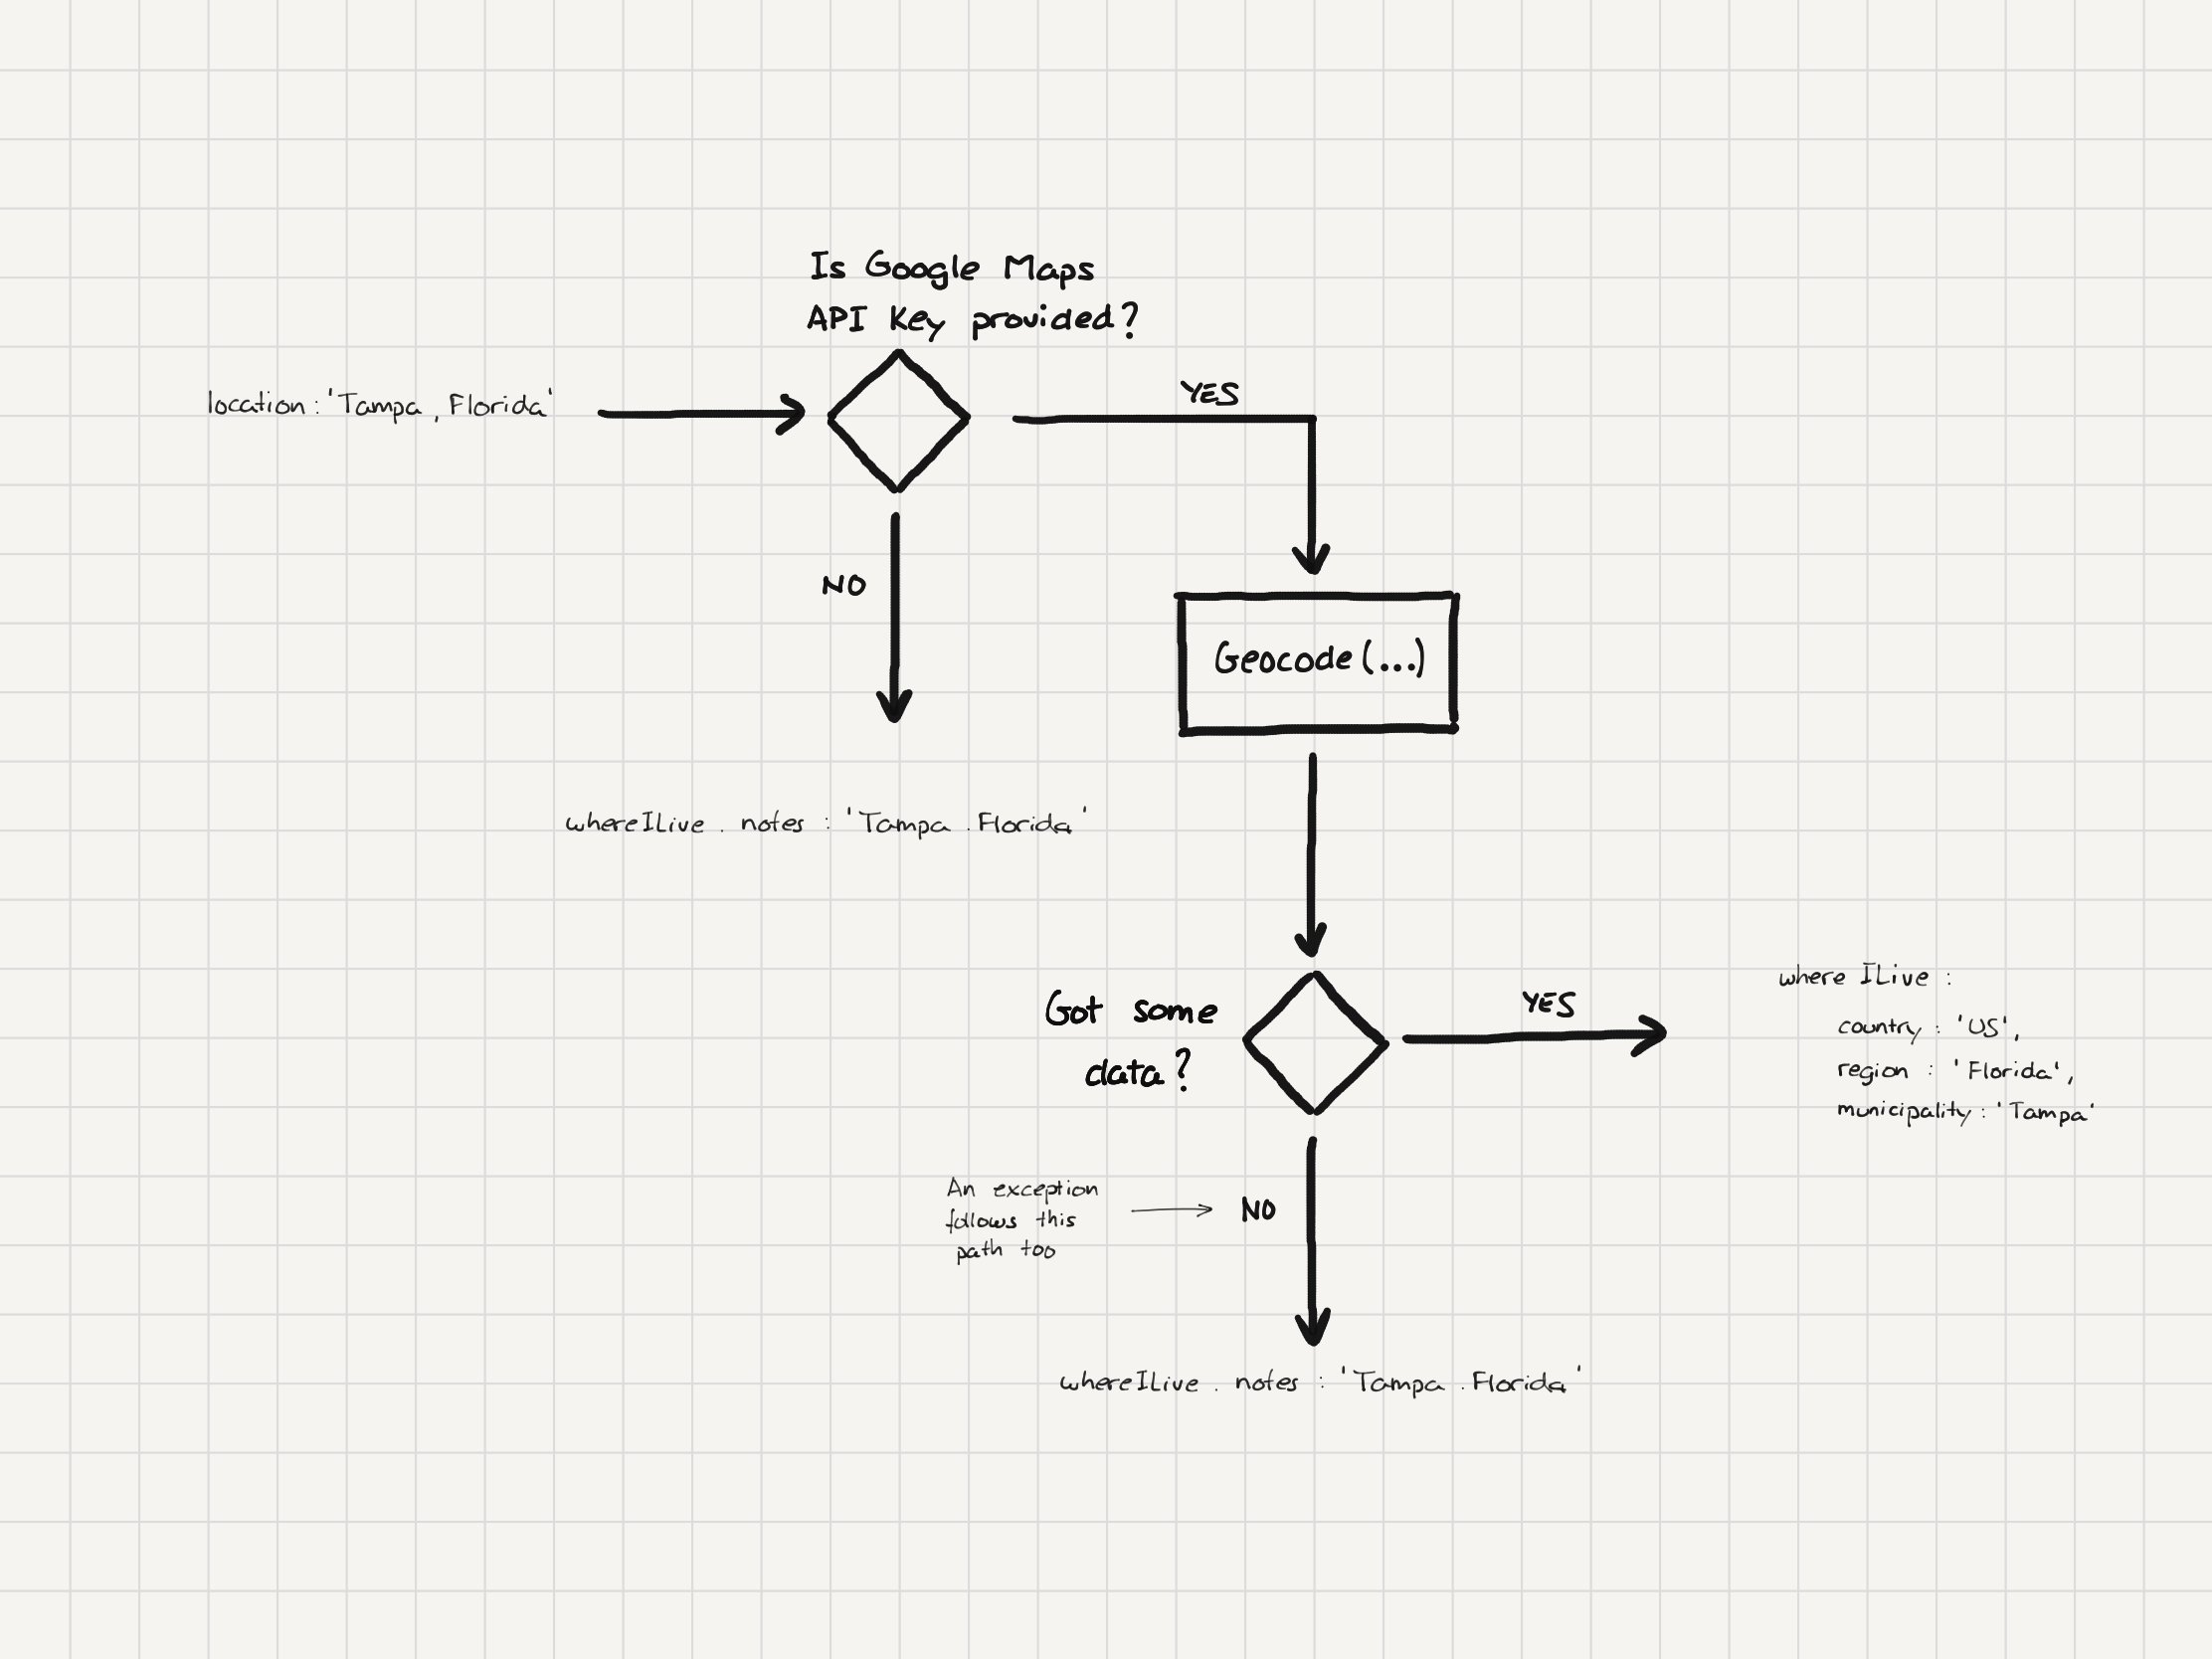 Is Google Maps
API Key provided?
location : 'Tampa, Florida'
YES
NO
Geocode (...)
whereILive . notes : 'Tampa . Florida'
Got some
data?
YES
where ILive :
country : 'US',
region : 'Florida',
municipality : 'Tampa'
An exception
follows this
path too
NO
whereILive . notes : 'Tampa . Florida'